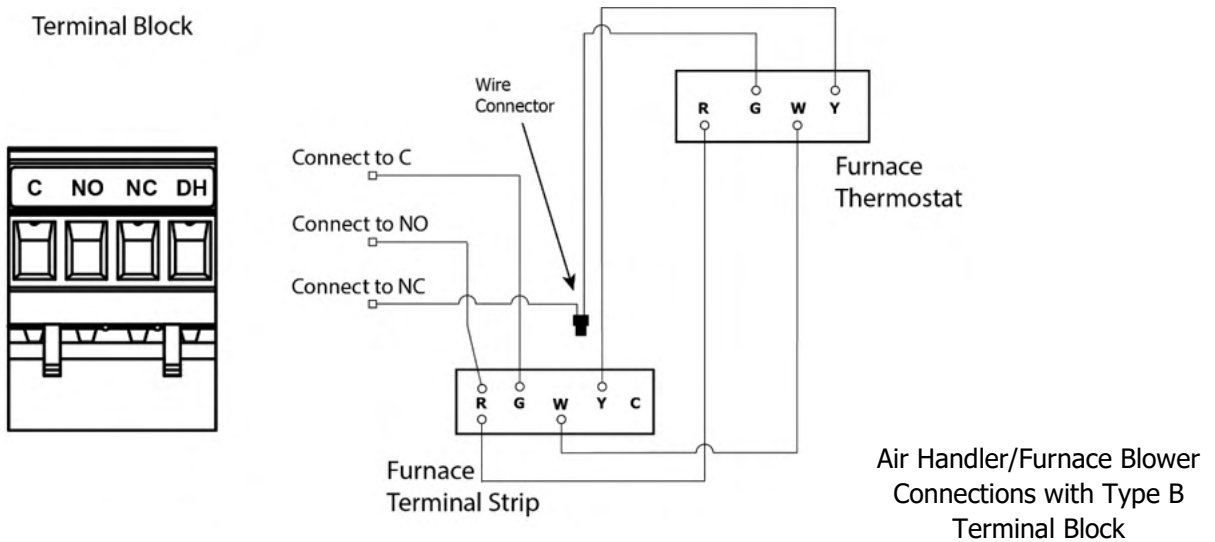 Terminal Block
C NO NC DH
Wire
Connector
Connect to C
Connect to NO
Connect to NC
R G W Y
Furnace
Thermostat
R G W Y C
Furnace
Terminal Strip
Air Handler/Furnace Blower
Connections with Type B
Terminal Block